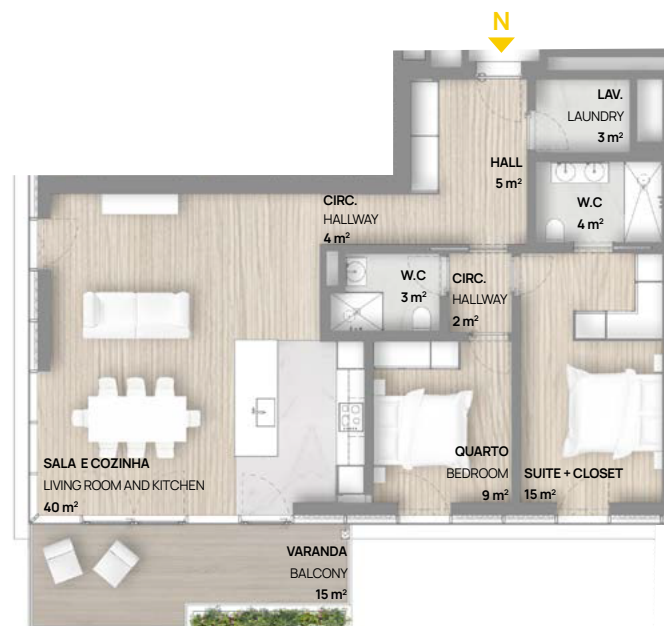 N
LAV.
LAUNDRY
3 m²
HALL
5 m²
W.C
4 m²
CIRC.
HALLWAY
4 m²
W.C
3 m²
CIRC.
HALLWAY
2 m²
SALA E COZINHA
LIVING ROOM AND KITCHEN
40 m²
QUARTO
BEDROOM
9 m²
SUITE + CLOSET
15 m²
VARANDA
BALCONY
15 m²